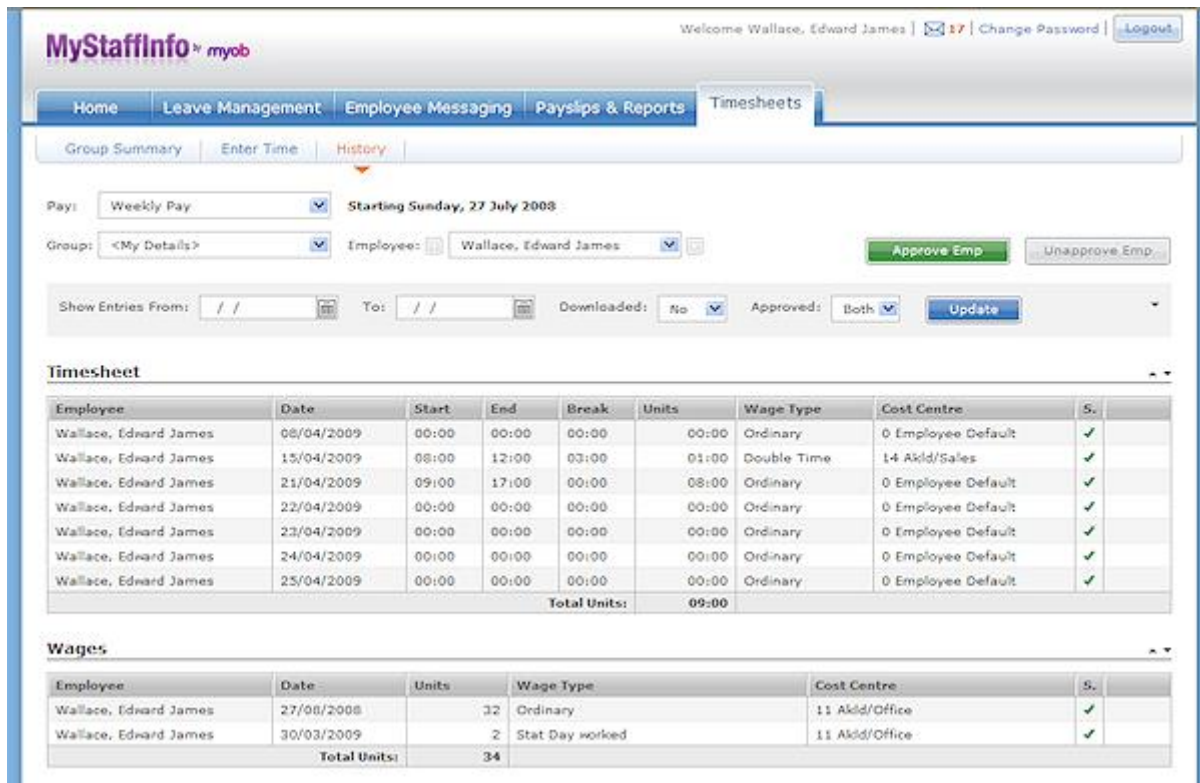 Welcome Wallace, Edward James | 17 | Change Password | Logout
MyStaffInfo by myob
Home Leave Management Employee Messaging Payslips & Reports Timesheets
Group Summary Enter Time History
Pay: Weekly Pay Starting Sunday, 27 July 2008
Group: <My Details> Employee: Wallace, Edward James Approve Emp Unapprove Emp
Show Entries From: / / To: / / Downloaded: No Approved: Both Update
Timesheet
Employee Date Start End Break Units Wage Type Cost Centre S.
Wallace, Edward James 08/04/2009 00:00 00:00 00:00 00:00 Ordinary 0 Employee Default ✓
Wallace, Edward James 15/04/2009 08:00 12:00 03:00 01:00 Double Time 14 Akld/Sales ✓
Wallace, Edward James 21/04/2009 09:00 17:00 00:00 08:00 Ordinary 0 Employee Default ✓
Wallace, Edward James 22/04/2009 00:00 00:00 00:00 00:00 Ordinary 0 Employee Default ✓
Wallace, Edward James 23/04/2009 00:00 00:00 00:00 00:00 Ordinary 0 Employee Default ✓
Wallace, Edward James 24/04/2009 00:00 00:00 00:00 00:00 Ordinary 0 Employee Default ✓
Wallace, Edward James 25/04/2009 00:00 00:00 00:00 00:00 Ordinary 0 Employee Default ✓
Total Units: 09:00
Wages
Employee Date Units Wage Type Cost Centre S.
Wallace, Edward James 27/08/2008 32 Ordinary 11 Akld/Office ✓
Wallace, Edward James 30/03/2009 2 Stat Day worked 11 Akld/Office ✓
Total Units: 34